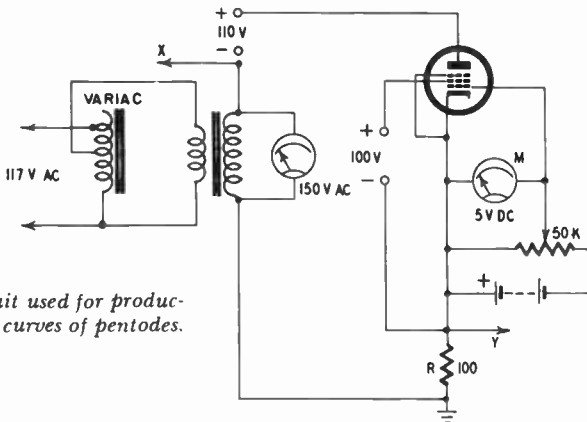 +
110 V
-
X
VARIAC
117 V AC
150 V AC
+
100 V
-
M
5 V DC
50 K
+
Y
R 100
uit used for produc-
curves of pentodes.